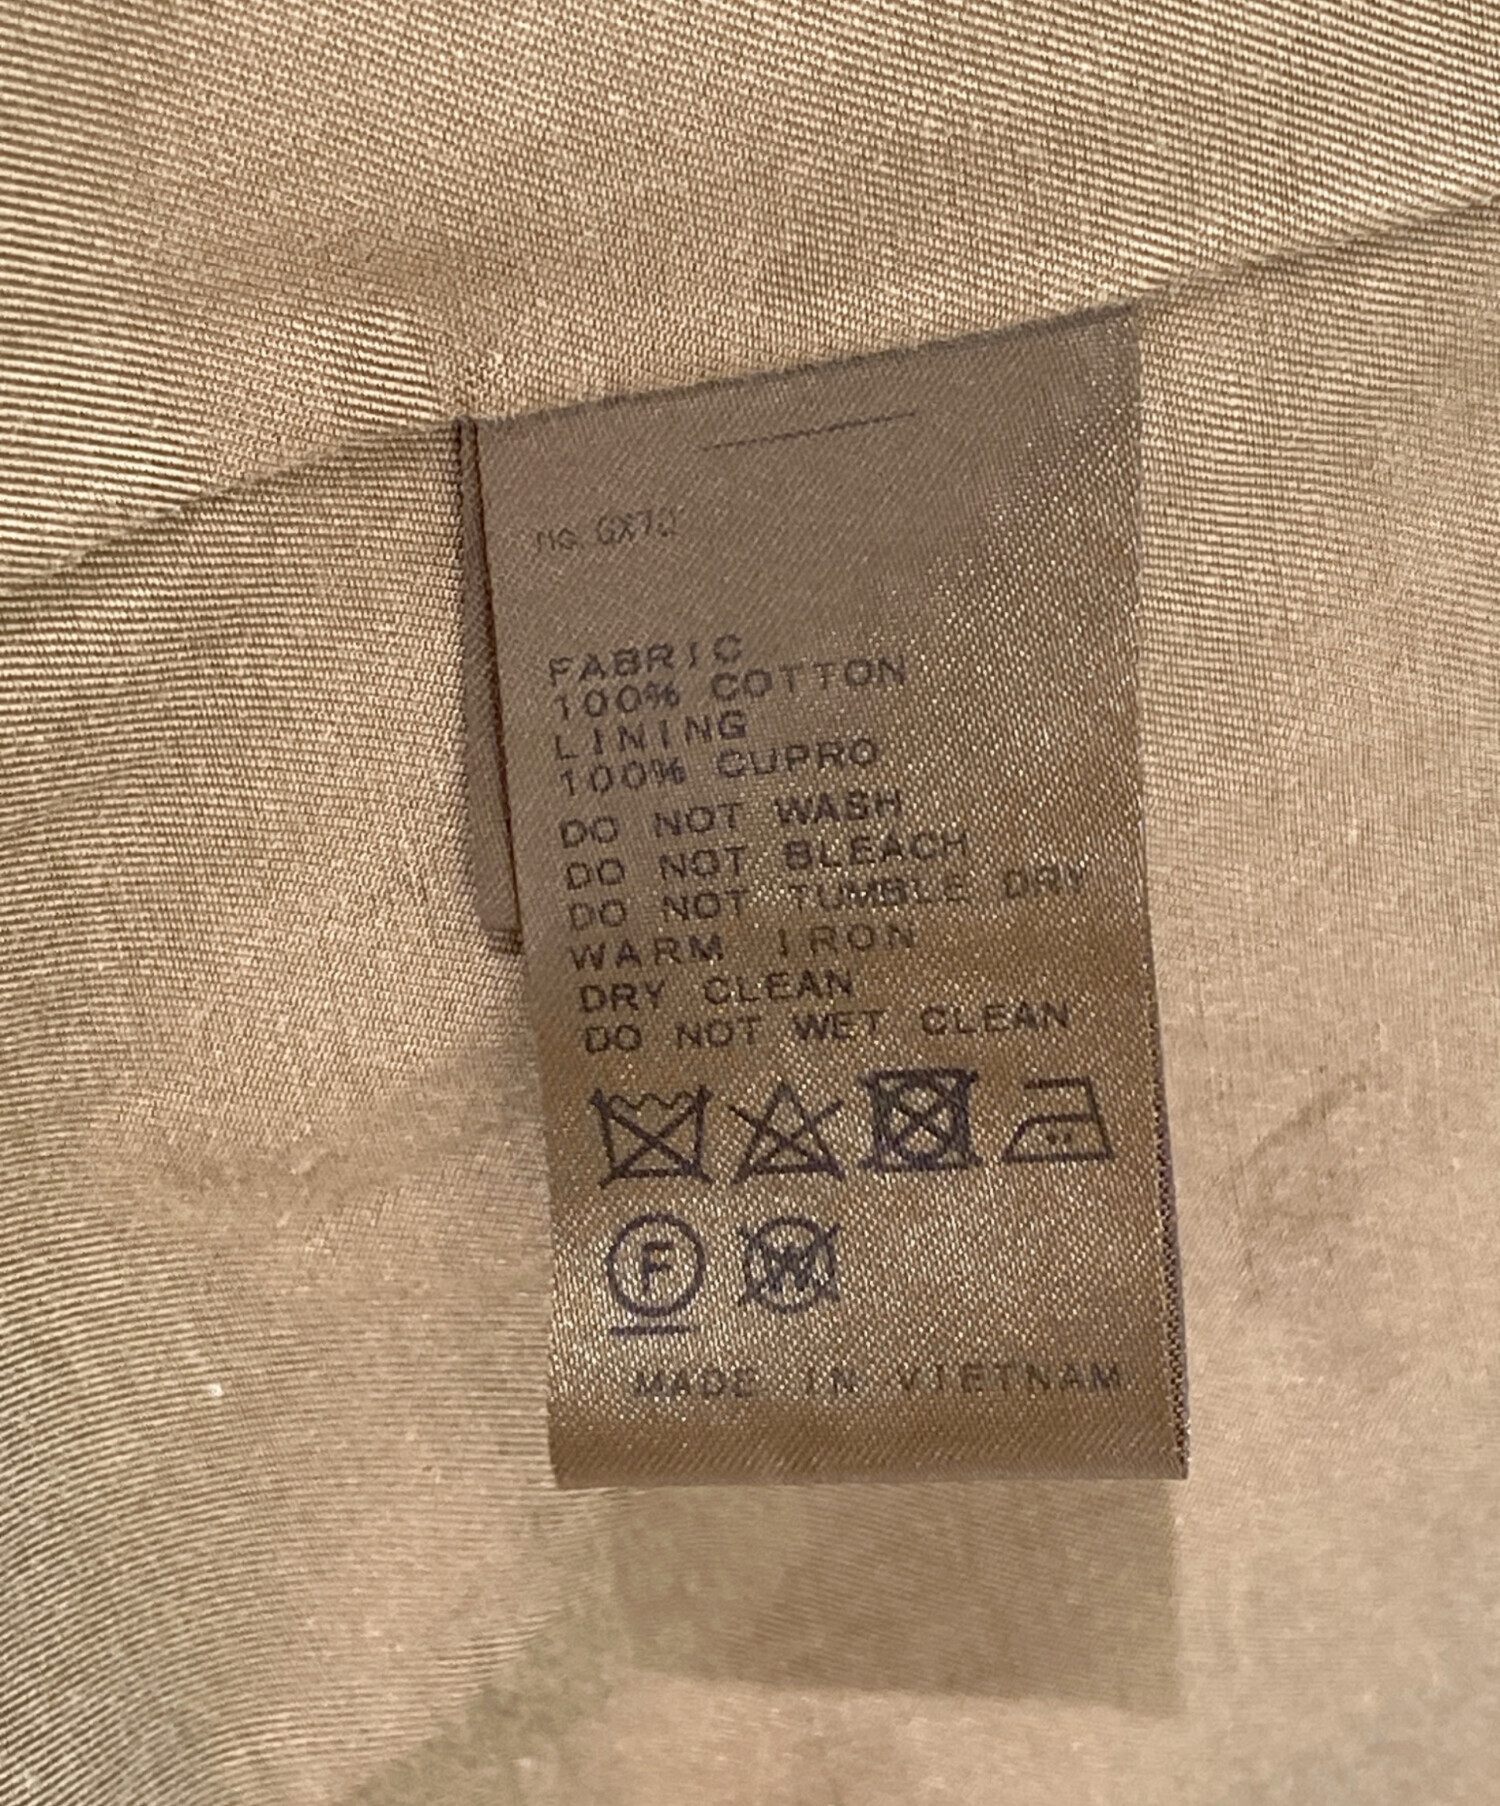 FABRIC
100% COTTON
LINING
100% CUPRO
DO NOT WASH
DO NOT BLEACH
DO NOT TUMBLE DRY
WARM IRON
DRY CLEAN
DO NOT WET CLEAN
F W
MADE IN VIETNAM